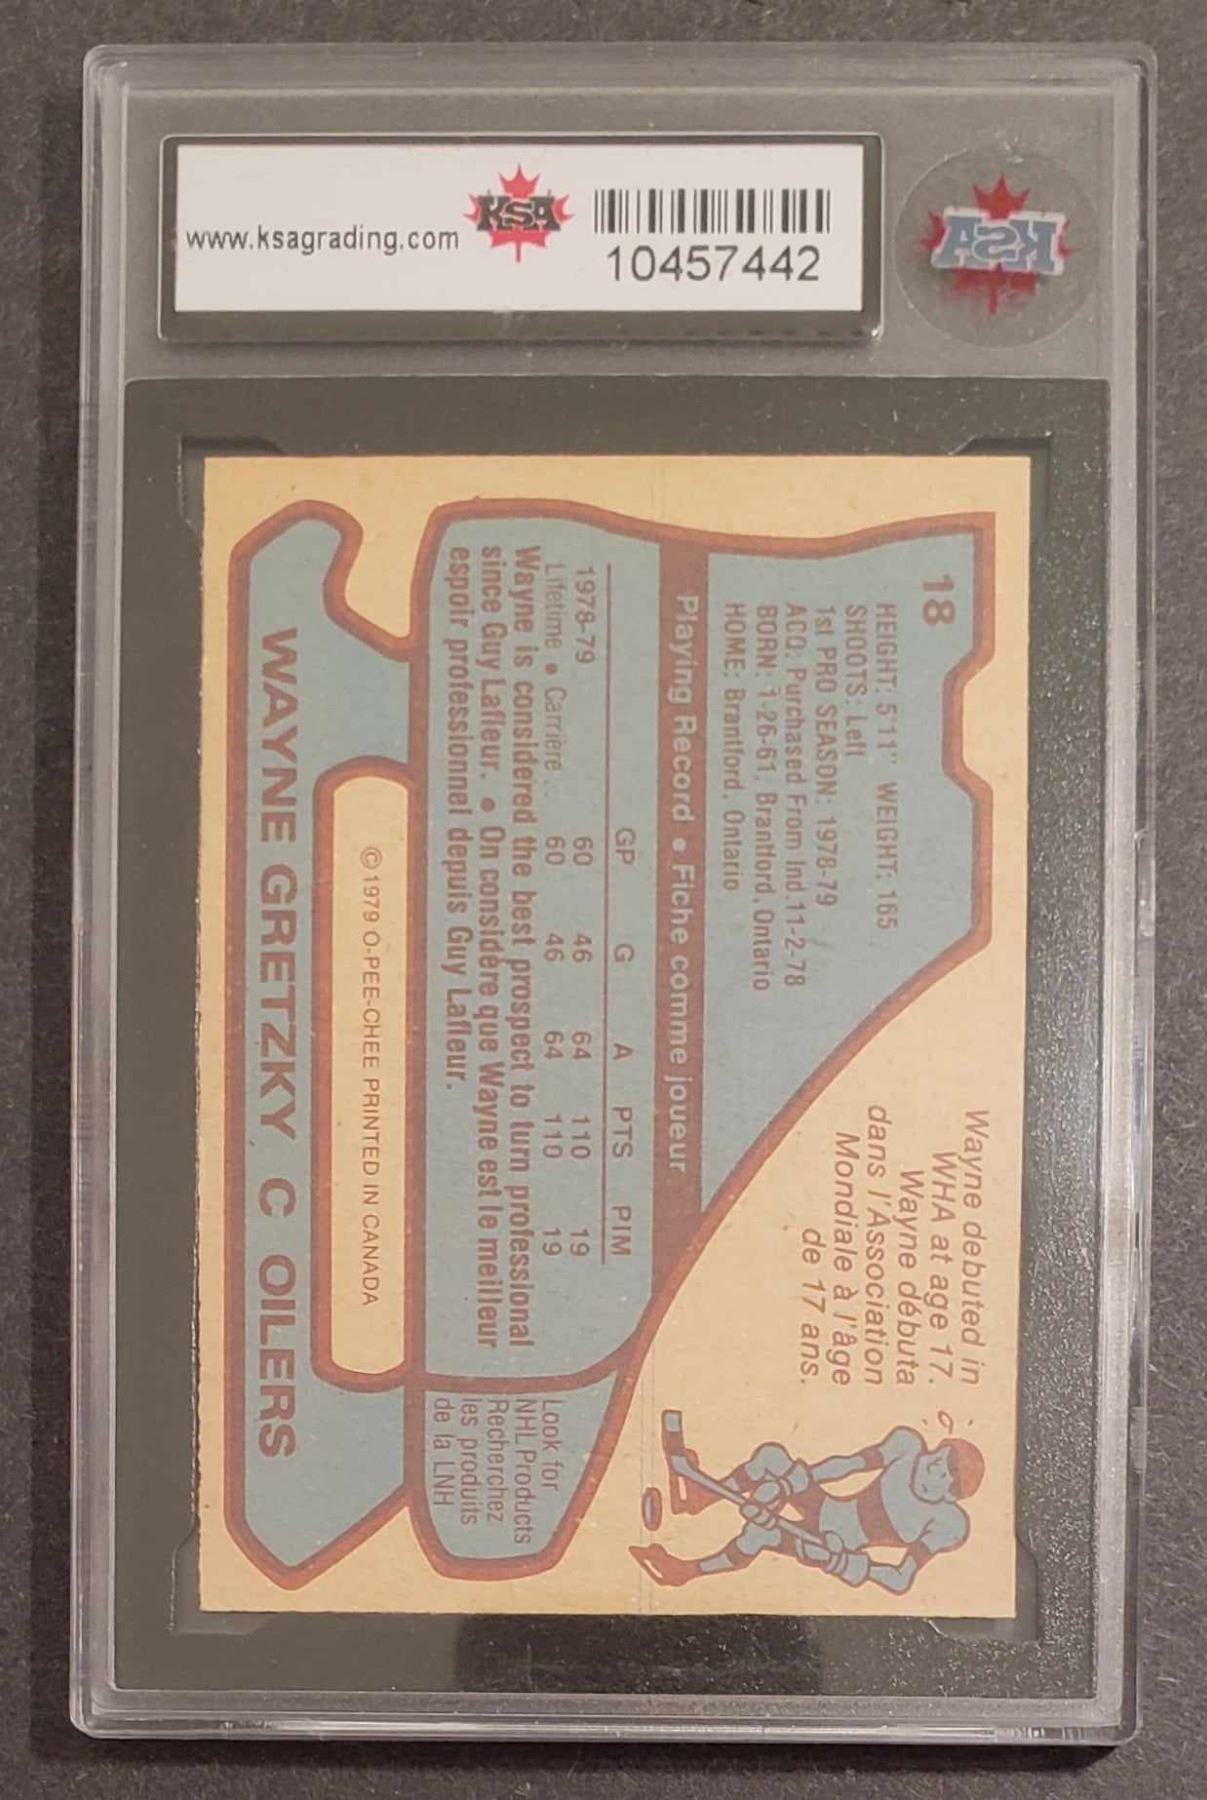 www.ksagrading.com
KSA
10457442
KSA
18
HEIGHT: 5'11" WEIGHT: 165
SHOOTS: Left
1st PRO SEASON: 1978-79
ACQ: Purchased From Ind. 11-2-78
BORN: 1-26-61, Brantford, Ontario
HOME: Brantford, Ontario
Wayne debuted in
WHA at age 17.
Wayne débuta
dans l'Association
Mondiale à l'âge
de 17 ans.
Playing Record • Fiche comme joueur
GP G A PTS PIM
1978-79 60 46 64 110 19
Lifetime • Carrière 60 46 64 110 19
Wayne is considered the best prospect to turn professional
since Guy Lafleur. • On considère que Wayne est le meilleur
espoir professionnel depuis Guy Lafleur.
Look for
NHL Products
Recherchez
les produits
de la LNH
© 1979 O-PEE-CHEE PRINTED IN CANADA
WAYNE GRETZKY C OILERS